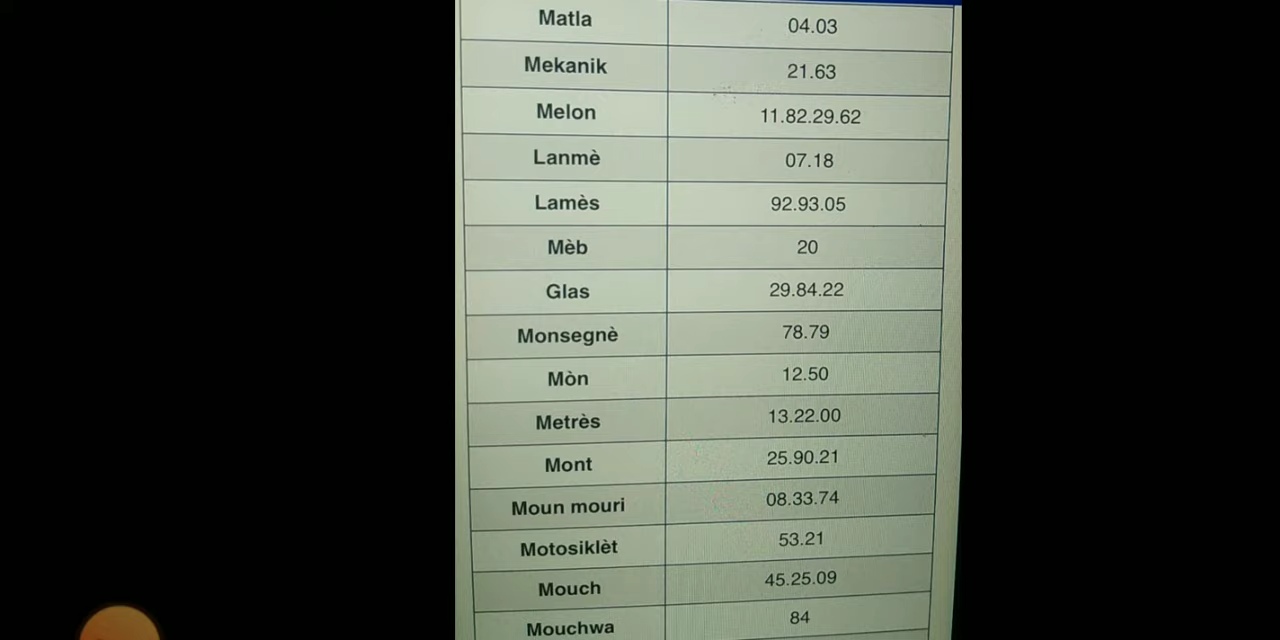 Matla 04.03
Mekanik 21.63
Melon 11.82.29.62
Lanmè 07.18
Lamès 92.93.05
Mèb 20
Glas 29.84.22
Monsegnè 78.79
Mòn 12.50
Metrès 13.22.00
Mont 25.90.21
Moun mouri 08.33.74
Motosiklèt 53.21
Mouch 45.25.09
Mouchwa 84